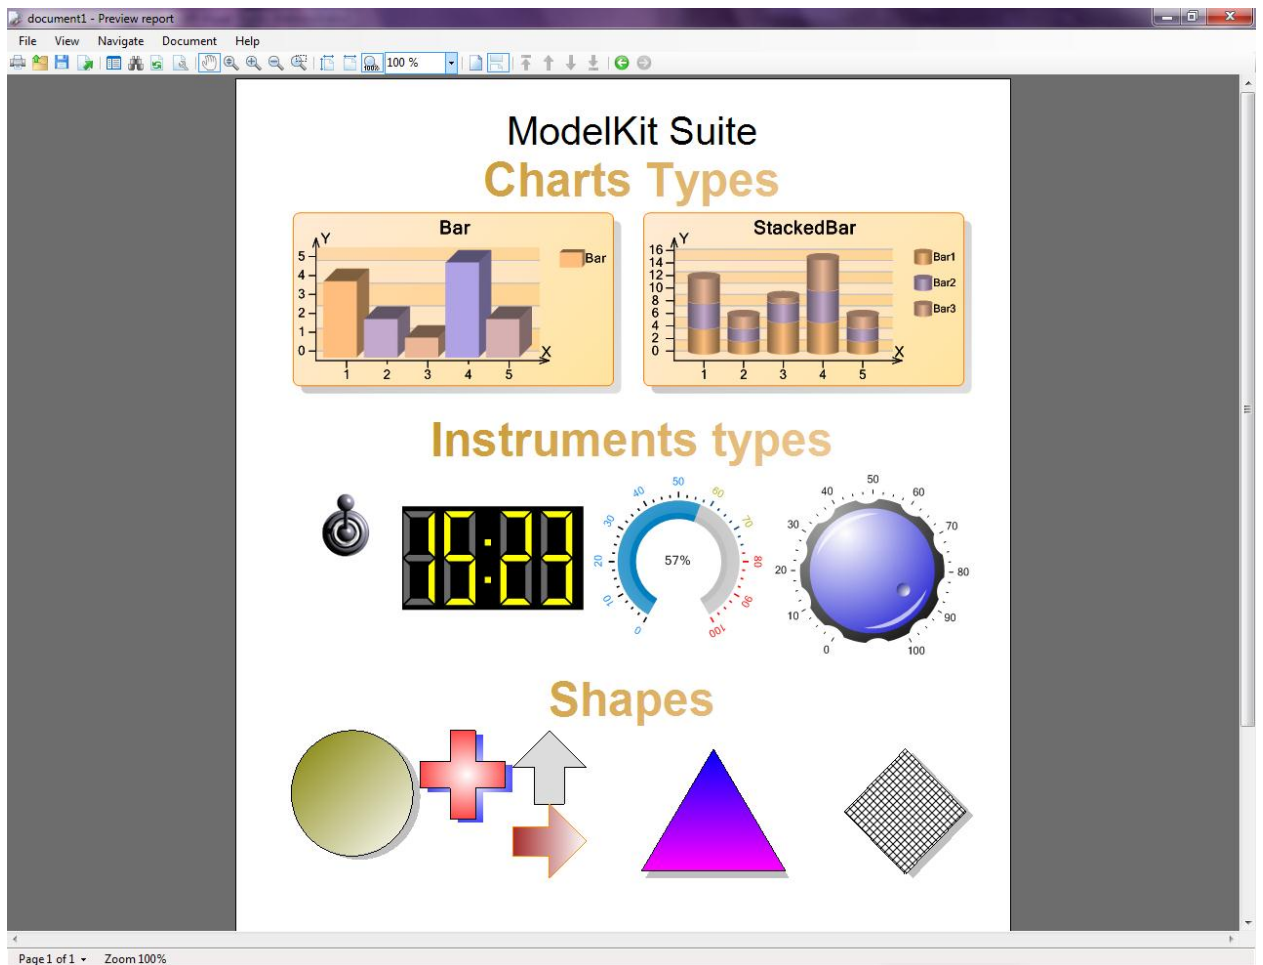 document1 - Preview report
File View Navigate Document Help
100%
100 %
ModelKit Suite
Charts Types
Bar
Y
5
4
3
2
1
0
X
1 2 3 4 5
Bar
StackedBar
Y
16
14
12
10
8
6
4
2
0
X
1 2 3 4 5
Bar1
Bar2
Bar3
Instruments types
15:23
0 10 20 30 40 50 60 70 80 90 100
57%
0 10 20 30 40 50 60 70 80 90 100
Shapes
Page 1 of 1 Zoom 100%